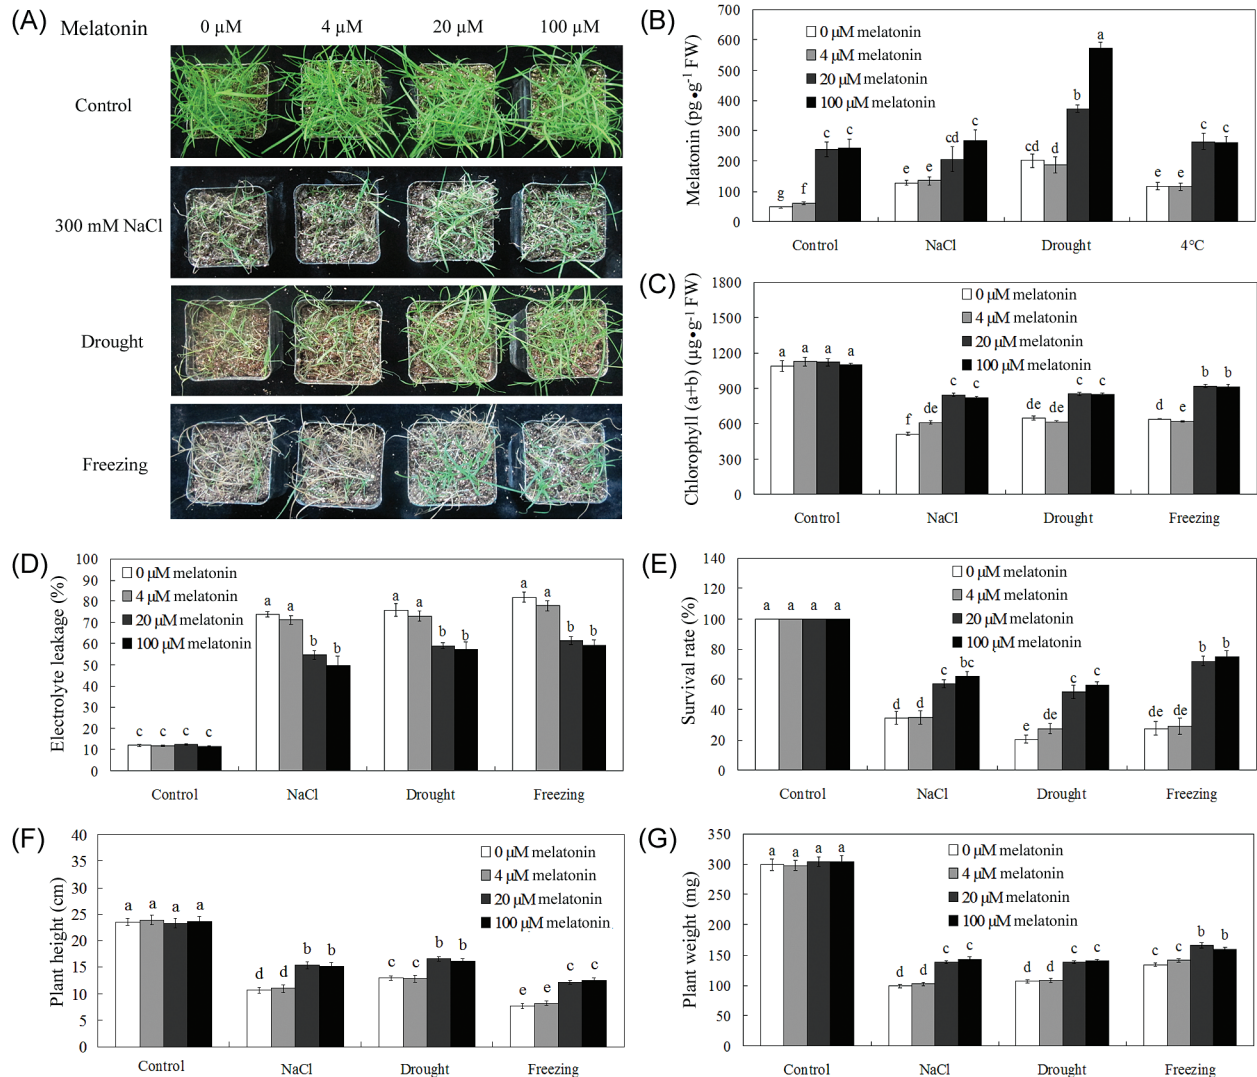 (A) Melatonin 0 µM 4 µM 20 µM 100 µM
Control
300 mM NaCl
Drought
Freezing
(B)
Melatonin (pg•g-1 FW)
700
600
500
400
300
200
100
0
0 µM melatonin
4 µM melatonin
20 µM melatonin
100 µM melatonin
g f c c
e e cd c
cd d b a
e e c c
Control NaCl Drought 4°C
(C)
Chlorophyll (a+b) (µg•g-1 FW)
1800
1500
1200
900
600
300
0
0 µM melatonin
4 µM melatonin
20 µM melatonin
100 µM melatonin
a a a a
f de c c
de de c c
d e b b
Control NaCl Drought Freezing
(D)
Electrolyte leakage (%)
100
90
80
70
60
50
40
30
20
10
0
0 µM melatonin
4 µM melatonin
20 µM melatonin
100 µM melatonin
c c c c
a a b b
a a b b
a a b b
Control NaCl Drought Freezing
(E)
Survival rate (%)
140
120
100
80
60
40
20
0
0 µM melatonin
4 µM melatonin
20 µM melatonin
100 µM melatonin
a a a a
d d c bc
e de c c
de de b b
Control NaCl Drought Freezing
(F)
Plant height (cm)
40
35
30
25
20
15
10
5
0
0 µM melatonin
4 µM melatonin
20 µM melatonin
100 µM melatonin
a a a a
d d b b
c c b b
e e c c
Control NaCl Drought Freezing
(G)
Plant weight (mg)
350
300
250
200
150
100
50
0
0 µM melatonin
4 µM melatonin
20 µM melatonin
100 µM melatonin
a a a a
d d c c
d d c c
c c b b
Control NaCl Drought Freezing